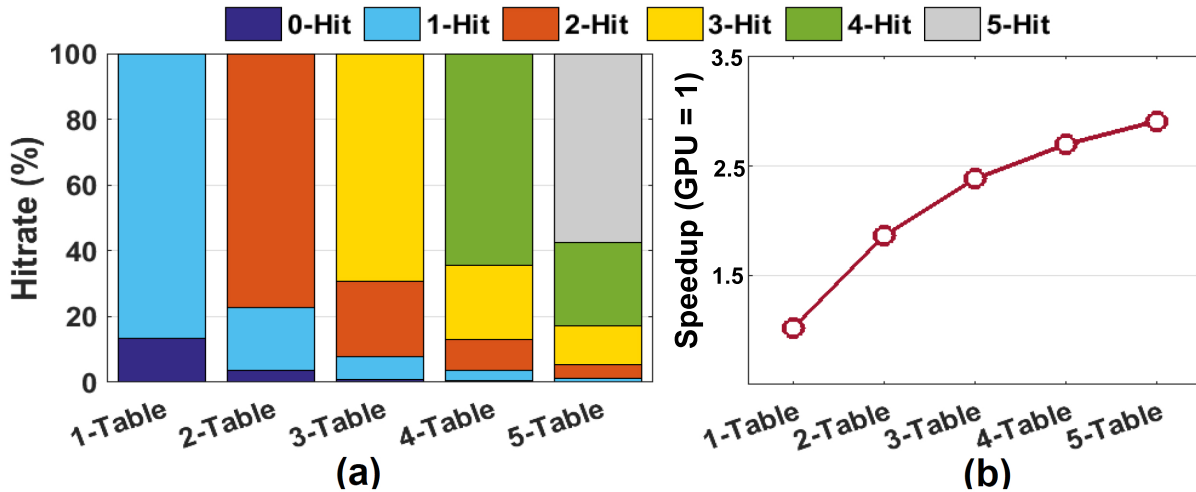 0-Hit 1-Hit 2-Hit 3-Hit 4-Hit 5-Hit
Hitrate (%)
100
80
60
40
20
0
1-Table 2-Table 3-Table 4-Table 5-Table
(a)
Speedup (GPU = 1)
3.5
2.5
1.5
1-Table 2-Table 3-Table 4-Table 5-Table
(b)